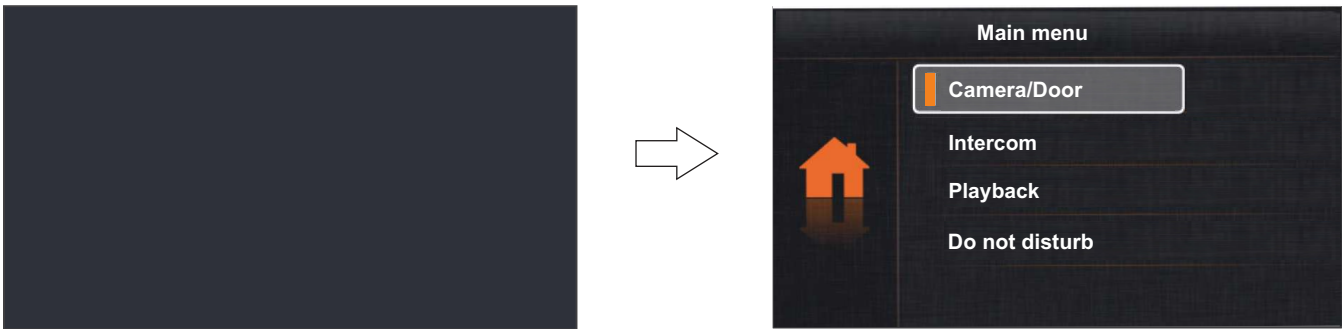 Main menu
Camera/Door
Intercom
Playback
Do not disturb